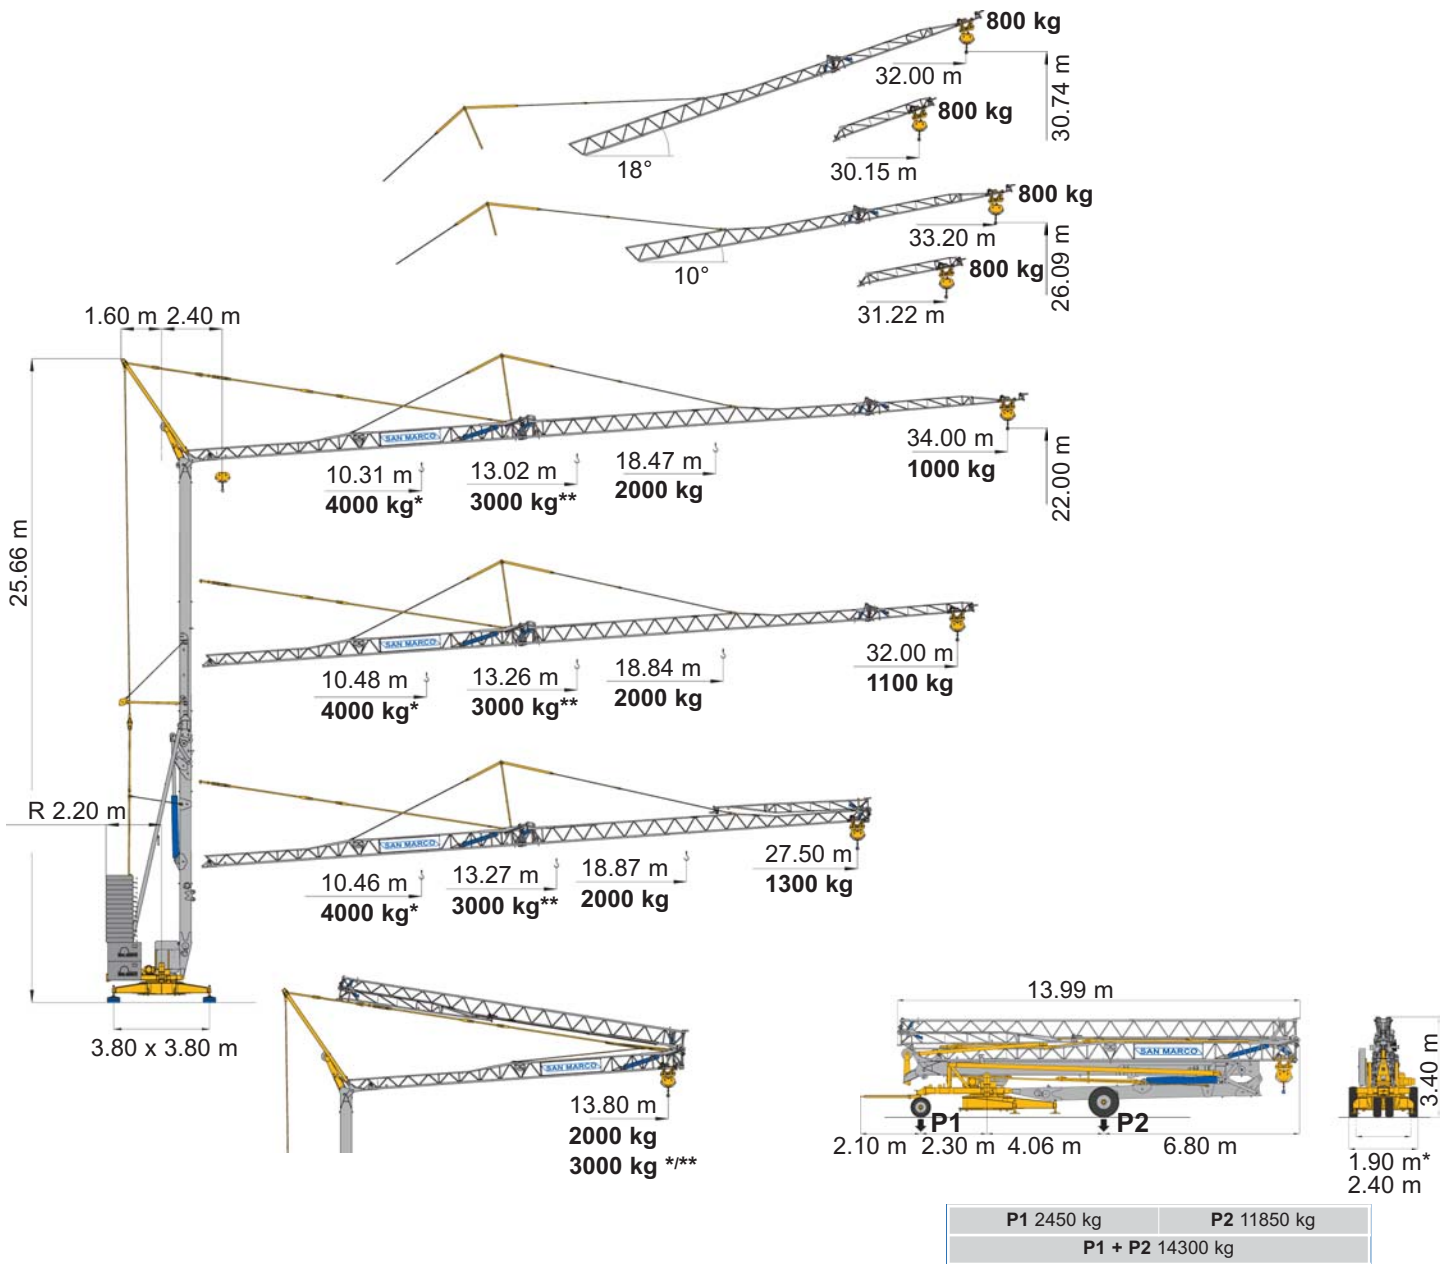 800 kg
32.00 m
30.74 m
800 kg
18°
30.15 m
800 kg
33.20 m
26.09 m
10°
800 kg
31.22 m
1.60 m 2.40 m
25.66 m
SAN MARCO
10.31 m
4000 kg*
13.02 m
3000 kg**
18.47 m
2000 kg
34.00 m
1000 kg
22.00 m
SAN MARCO
10.48 m
4000 kg*
13.26 m
3000 kg**
18.84 m
2000 kg
32.00 m
1100 kg
R 2.20 m
SAN MARCO
10.46 m
4000 kg*
13.27 m
3000 kg**
18.87 m
2000 kg
27.50 m
1300 kg
3.80 x 3.80 m
SAN MARCO
13.80 m
2000 kg
3000 kg */**
13.99 m
SAN MARCO
3.40 m
P1
P2
2.10 m 2.30 m 4.06 m 6.80 m
1.90 m*
2.40 m
P1 2450 kg
P2 11850 kg
P1 + P2 14300 kg